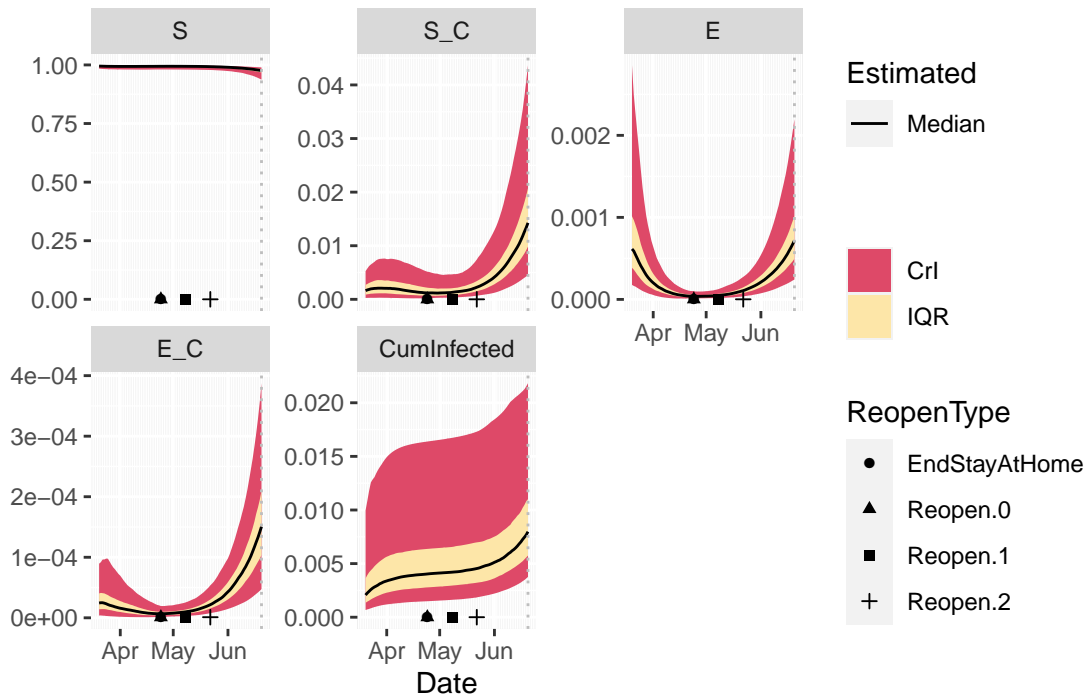 S
S_C
E
1.00
0.75
0.50
0.25
0.00
0.04
0.03
0.02
0.01
0.00
0.002
0.001
0.000
Apr May Jun
E_C
CumInfected
4e−04
3e−04
2e−04
1e−04
0e+00
Apr May Jun
0.020
0.015
0.010
0.005
0.000
Apr May Jun
Date
Estimated
Median
CrI
IQR
ReopenType
EndStayAtHome
Reopen.0
Reopen.1
Reopen.2